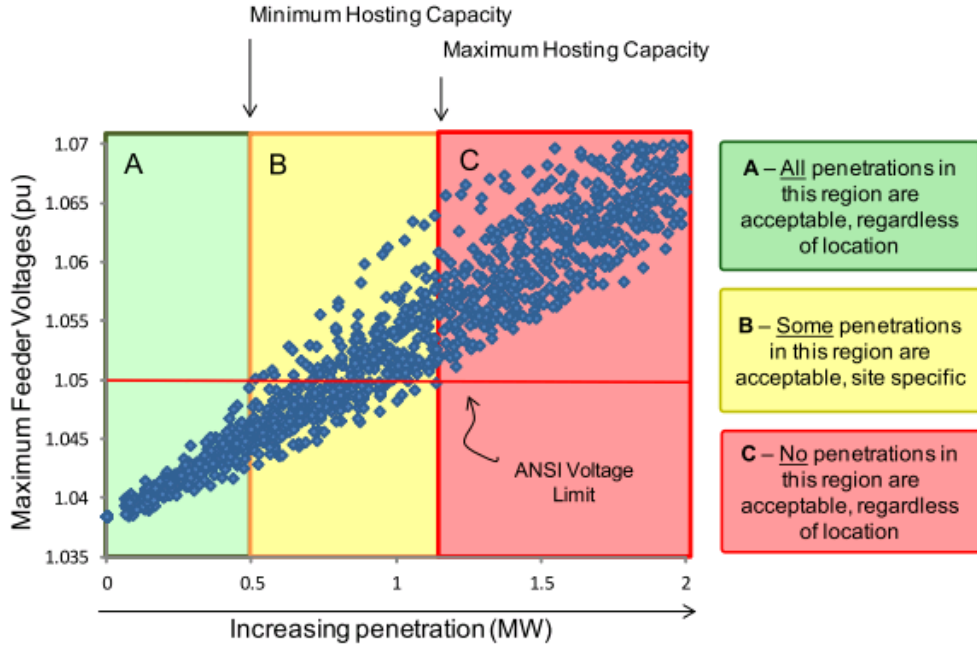 Minimum Hosting Capacity
Maximum Hosting Capacity
Maximum Feeder Voltages (pu)
1.07
1.065
1.06
1.055
1.05
1.045
1.04
1.035
A
B
C
ANSI Voltage
Limit
0
0.5
1
1.5
2
Increasing penetration (MW)
A – All penetrations in
this region are
acceptable, regardless
of location
B – Some penetrations
in this region are
acceptable, site specific
C – No penetrations in
this region are
acceptable, regardless
of location